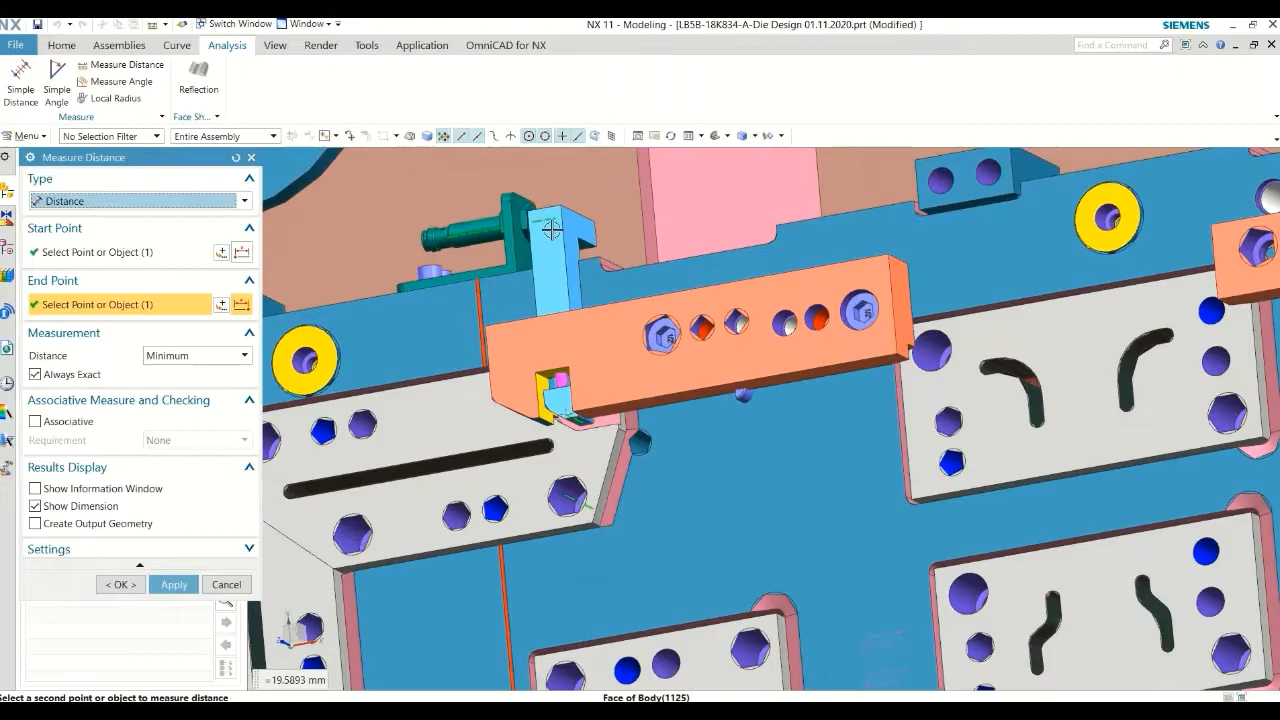 NX
Switch Window
Window
NX 11 - Modeling - [LB5B-18K834-A-Die Design 01.11.2020.prt (Modified) ]
SIEMENS
File
Home
Assemblies
Curve
Analysis
View
Render
Tools
Application
OmniCAD for NX
Find a Command
Simple Distance
Simple Angle
Measure Distance
Measure Angle
Local Radius
Reflection
Measure
Face Sh...
Menu
No Selection Filter
Entire Assembly
Measure Distance
Type
Distance
Start Point
Select Point or Object (1)
End Point
Select Point or Object (1)
Measurement
Distance
Minimum
Always Exact
Associative Measure and Checking
Associative
Requirement
None
Results Display
Show Information Window
Show Dimension
Create Output Geometry
Settings
< OK >
Apply
Cancel
=19.5893 mm
Select a second point or object to measure distance
Face of Body(1125)